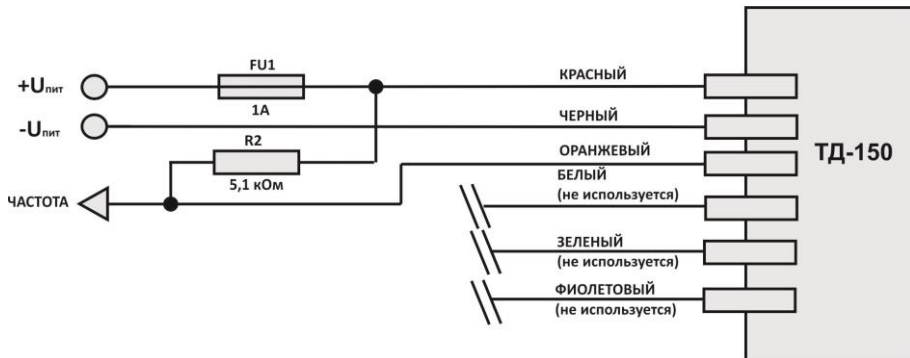 FU1
+Uпит
КРАСНЫЙ
1А
-Uпит
ЧЕРНЫЙ
R2
ОРАНЖЕВЫЙ
ТД-150
5,1 кОм
БЕЛЫЙ
(не используется)
ЧАСТОТА
ЗЕЛЕНЫЙ
(не используется)
ФИОЛЕТОВЫЙ
(не используется)